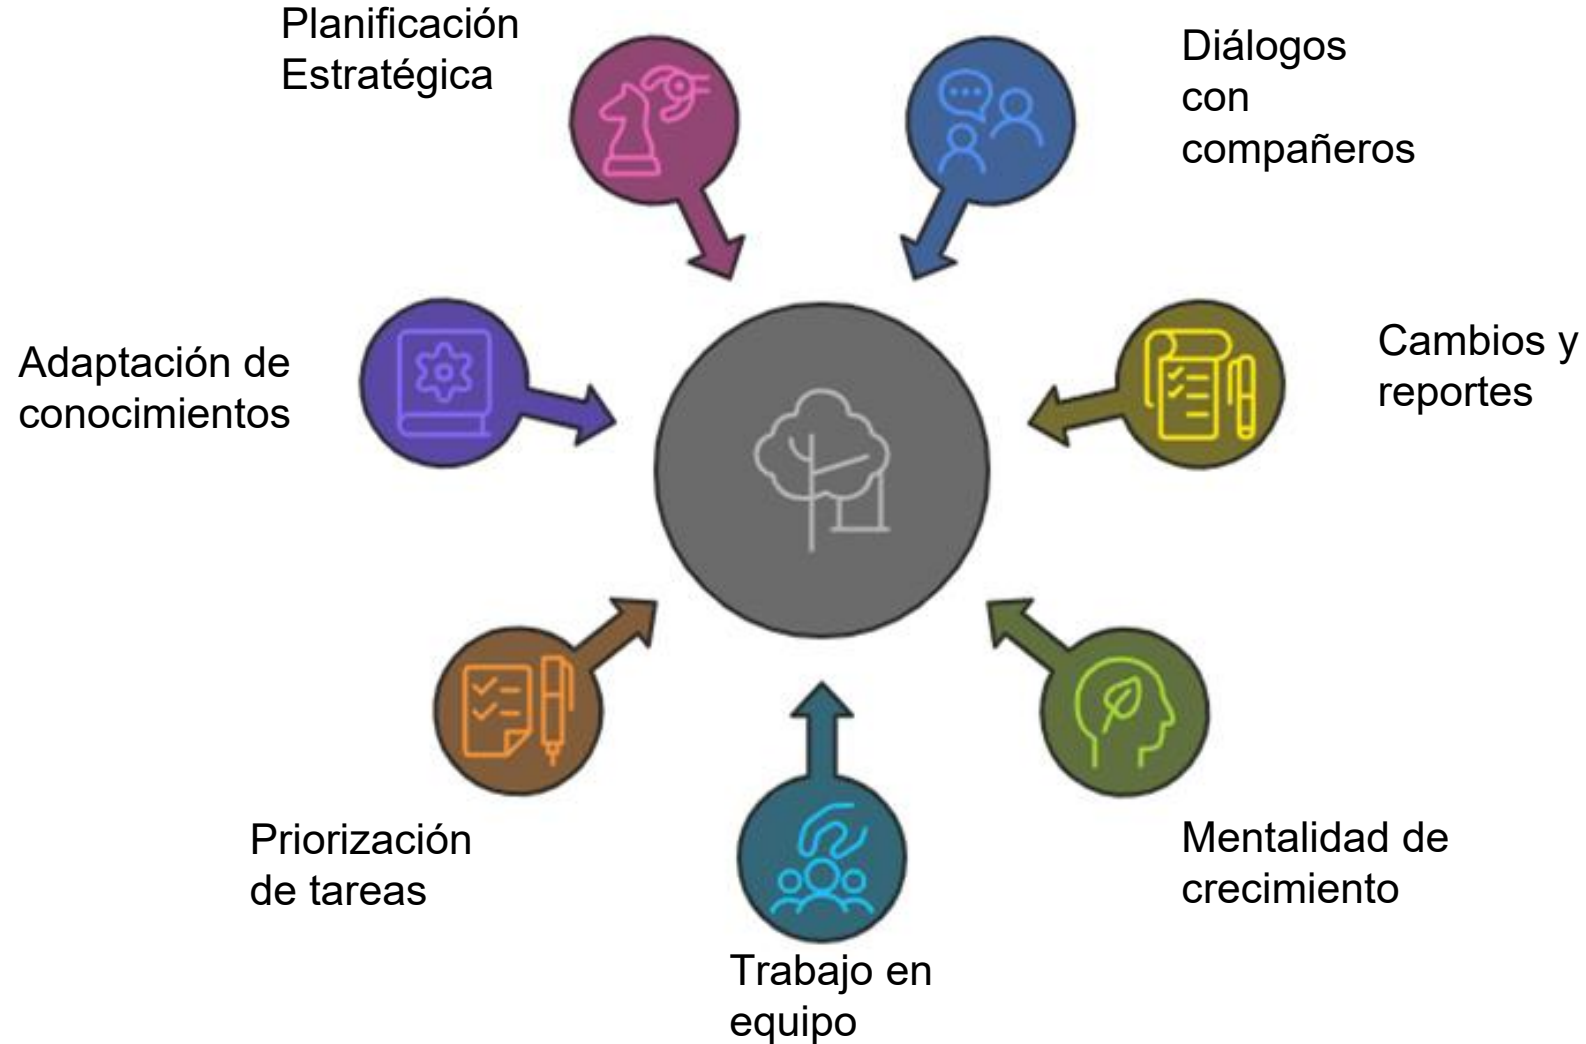 Planificación
Estratégica
Diálogos
con
compañeros
Adaptación de
conocimientos
Cambios y
reportes
Priorización
de tareas
Mentalidad de
crecimiento
Trabajo en
equipo